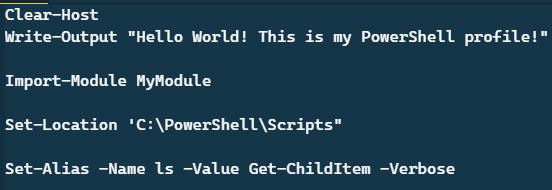 Clear-Host
Write-Output "Hello World! This is my PowerShell profile!"
Import-Module MyModule
Set-Location 'C:\PowerShell\Scripts"
Set-Alias -Name ls -Value Get-ChildItem -Verbose